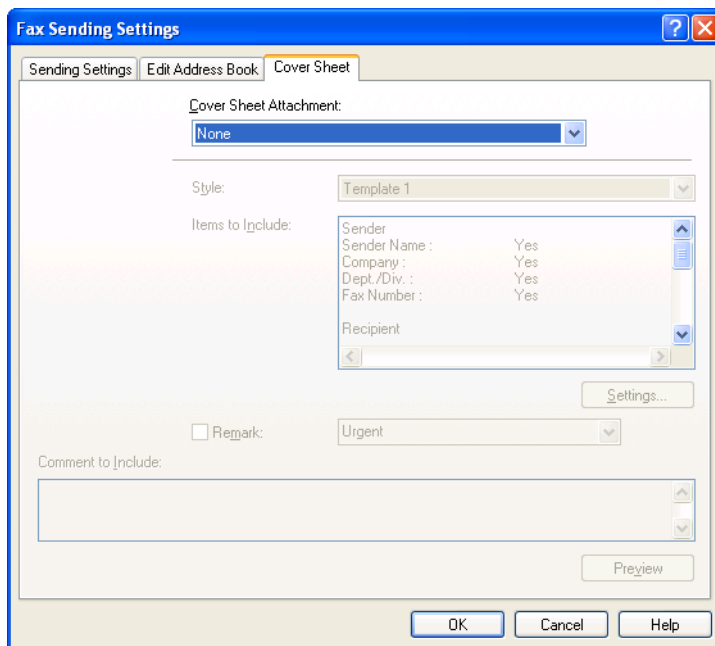 Fax Sending Settings
Sending Settings Edit Address Book Cover Sheet
Cover Sheet Attachment:
None
Style: Template 1
Items to Include: Sender
Sender Name : Yes
Company : Yes
Dept./Div. : Yes
Fax Number : Yes
Recipient
Settings...
Remark: Urgent
Comment to Include:
Preview
OK Cancel Help